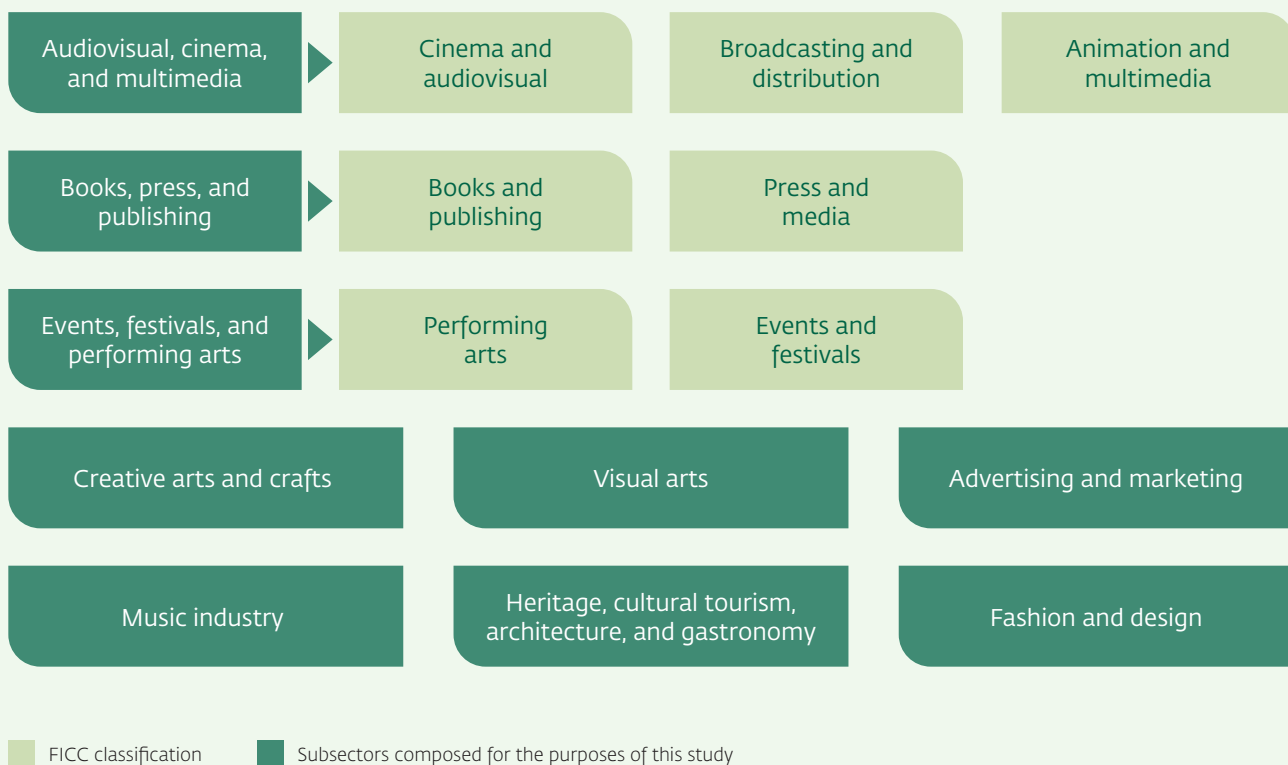 Audiovisual, cinema,
and multimedia
Cinema and
audiovisual
Broadcasting and
distribution
Animation and
multimedia
Books, press, and
publishing
Books and
publishing
Press and
media
Events, festivals, and
performing arts
Performing
arts
Events and
festivals
Creative arts and crafts
Visual arts
Advertising and marketing
Music industry
Heritage, cultural tourism,
architecture, and gastronomy
Fashion and design
FICC classification
Subsectors composed for the purposes of this study